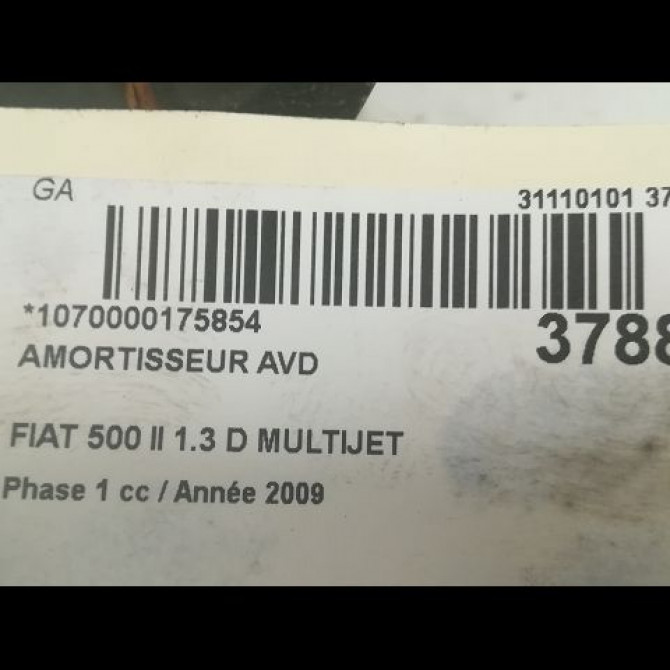 GA
31110101 37
*1070000175854
3788
AMORTISSEUR AVD
FIAT 500 II 1.3 D MULTIJET
Phase 1 cc / Année 2009